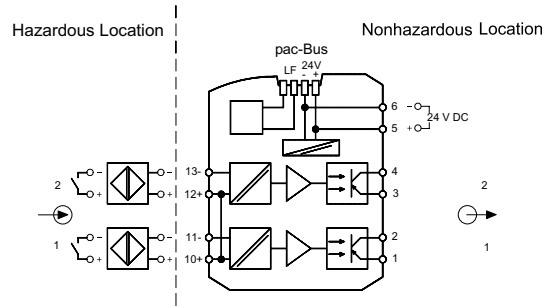 Hazardous Location
Nonhazardous Location
pac-Bus
LF 24V
- +
6 - 24 V DC
5 +
2 - - 13- 4 2
+ + 12+ 3
1 - - 11- 2 1
+ + 10+ 1